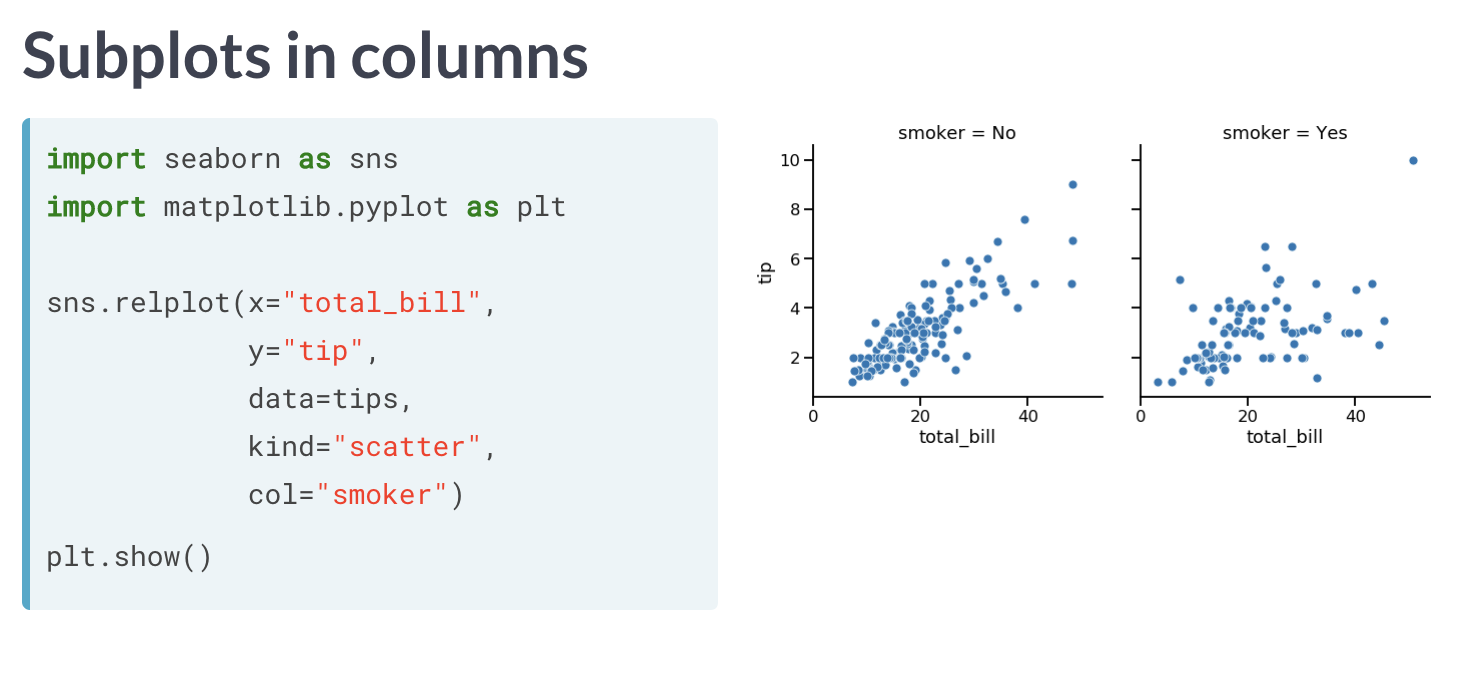 Subplots in columns
import seaborn as sns
import matplotlib.pyplot as plt
sns.relplot(x="total_bill",
            y="tip",
            data=tips,
            kind="scatter",
            col="smoker")
plt.show()
smoker = No
smoker = Yes
10
8
6
4
2
tip
0 20 40
0 20 40
total_bill
total_bill